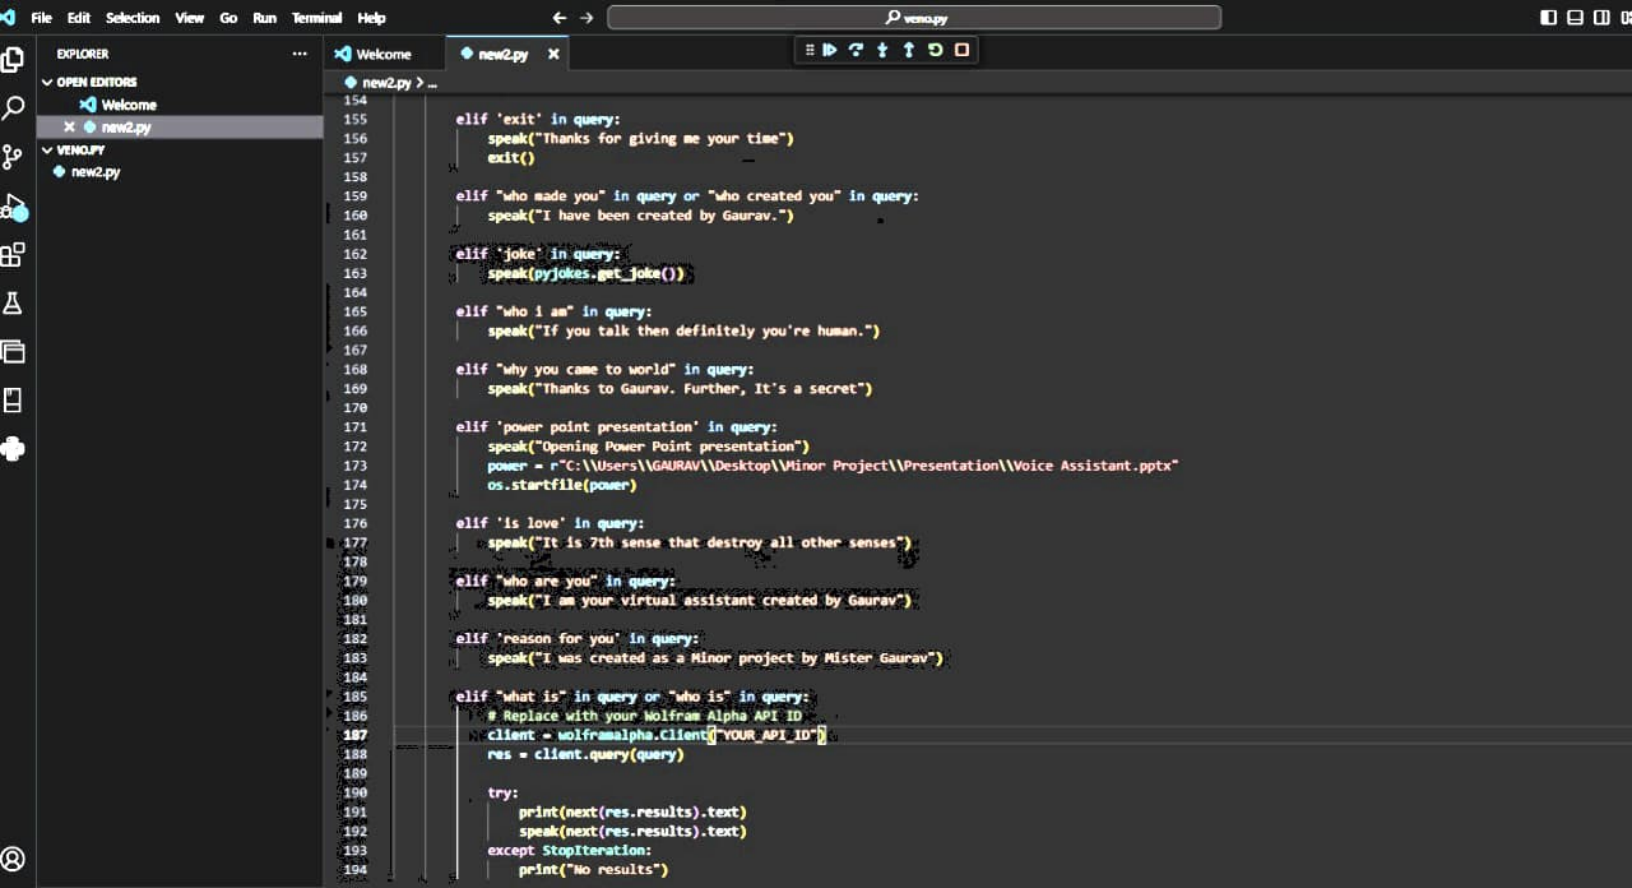 File Edit Selection View Go Run Terminal Help
veno.py
EXPLORER
OPEN EDITORS
Welcome
new2.py
VENO.PY
new2.py
Welcome
new2.py
new2.py > ...
154
155 elif 'exit' in query:
156 speak("Thanks for giving me your time")
157 exit()
158
159 elif "who made you" in query or "who created you" in query:
160 speak("I have been created by Gaurav.")
161
162 elif 'joke' in query:
163 speak(pyjokes.get_joke())
164
165 elif "who i am" in query:
166 speak("If you talk then definitely you're human.")
167
168 elif "why you came to world" in query:
169 speak("Thanks to Gaurav. Further, It's a secret")
170
171 elif 'power point presentation' in query:
172 speak("Opening Power Point presentation")
173 power = r"C:\\Users\\GAURAV\\Desktop\\Minor Project\\Presentation\\Voice Assistant.pptx"
174 os.startfile(power)
175
176 elif 'is love' in query:
177 speak("It is 7th sense that destroy all other senses")
178
179 elif "who are you" in query:
180 speak("I am your virtual assistant created by Gaurav")
181
182 elif 'reason for you' in query:
183 speak("I was created as a Minor project by Mister Gaurav")
184
185 elif "what is" in query or "who is" in query:
186 # Replace with your Wolfram Alpha API ID
187 client = wolframalpha.Client("YOUR_API_ID")
188 res = client.query(query)
189
190 try:
191 print(next(res.results).text)
192 speak(next(res.results).text)
193 except StopIteration:
194 print("No results")